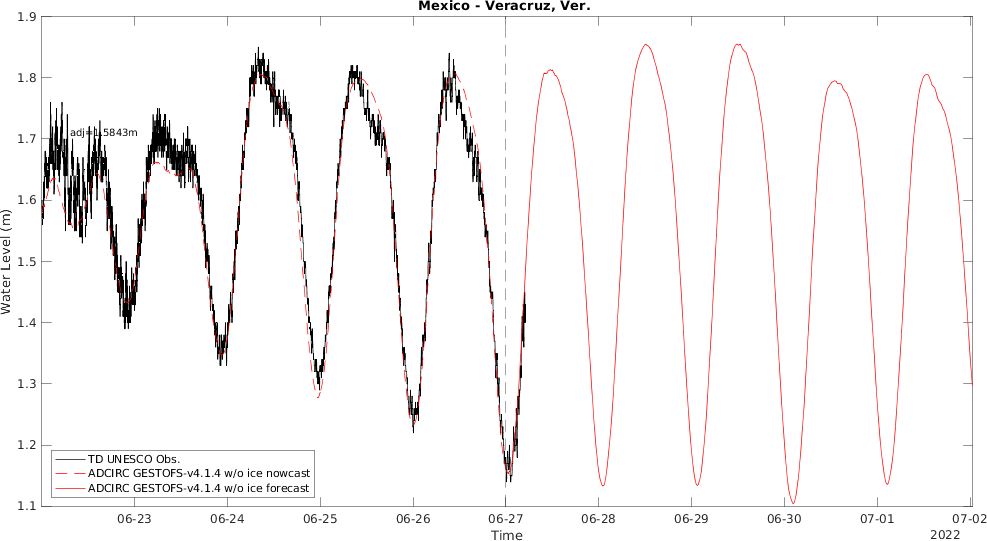 Mexico - Veracruz, Ver.
1.9
1.8
1.7
1.6
1.5
1.4
1.3
1.2
1.1
Water Level (m)
adj=1.5843m
TD UNESCO Obs.
ADCIRC GESTOFS-v4.1.4 w/o ice nowcast
ADCIRC GESTOFS-v4.1.4 w/o ice forecast
06-23 06-24 06-25 06-26 06-27 06-28 06-29 06-30 07-01 07-02
Time
2022